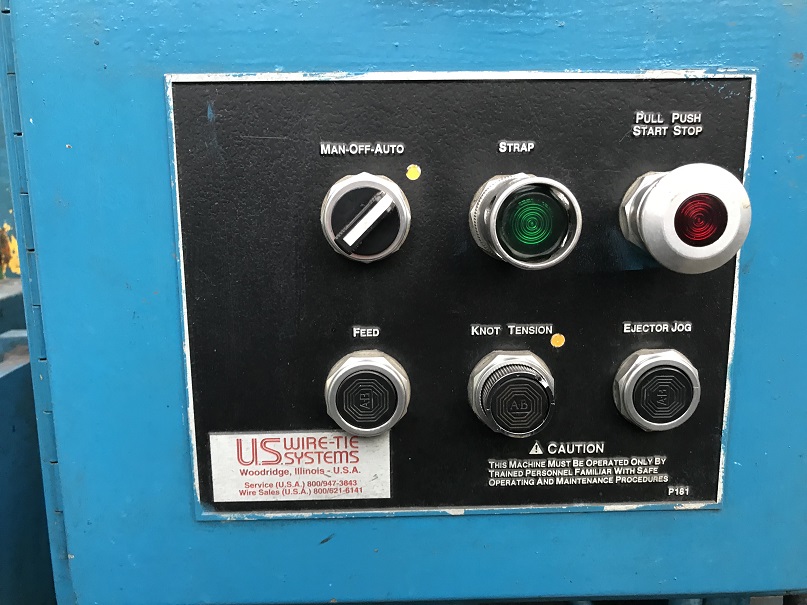 PULL PUSH
START STOP
MAN-OFF-AUTO
STRAP
FEED
KNOT TENSION
EJECTOR JOG
AB
AB
AB
U.S. WIRE-TIE
SYSTEMS
Woodridge, Illinois - U.S.A.
Service (U.S.A.) 800/947-3843
Wire Sales (U.S.A.) 800/621-6141
CAUTION
THIS MACHINE MUST BE OPERATED ONLY BY
TRAINED PERSONNEL FAMILIAR WITH SAFE
OPERATING AND MAINTENANCE PROCEDURES
P181